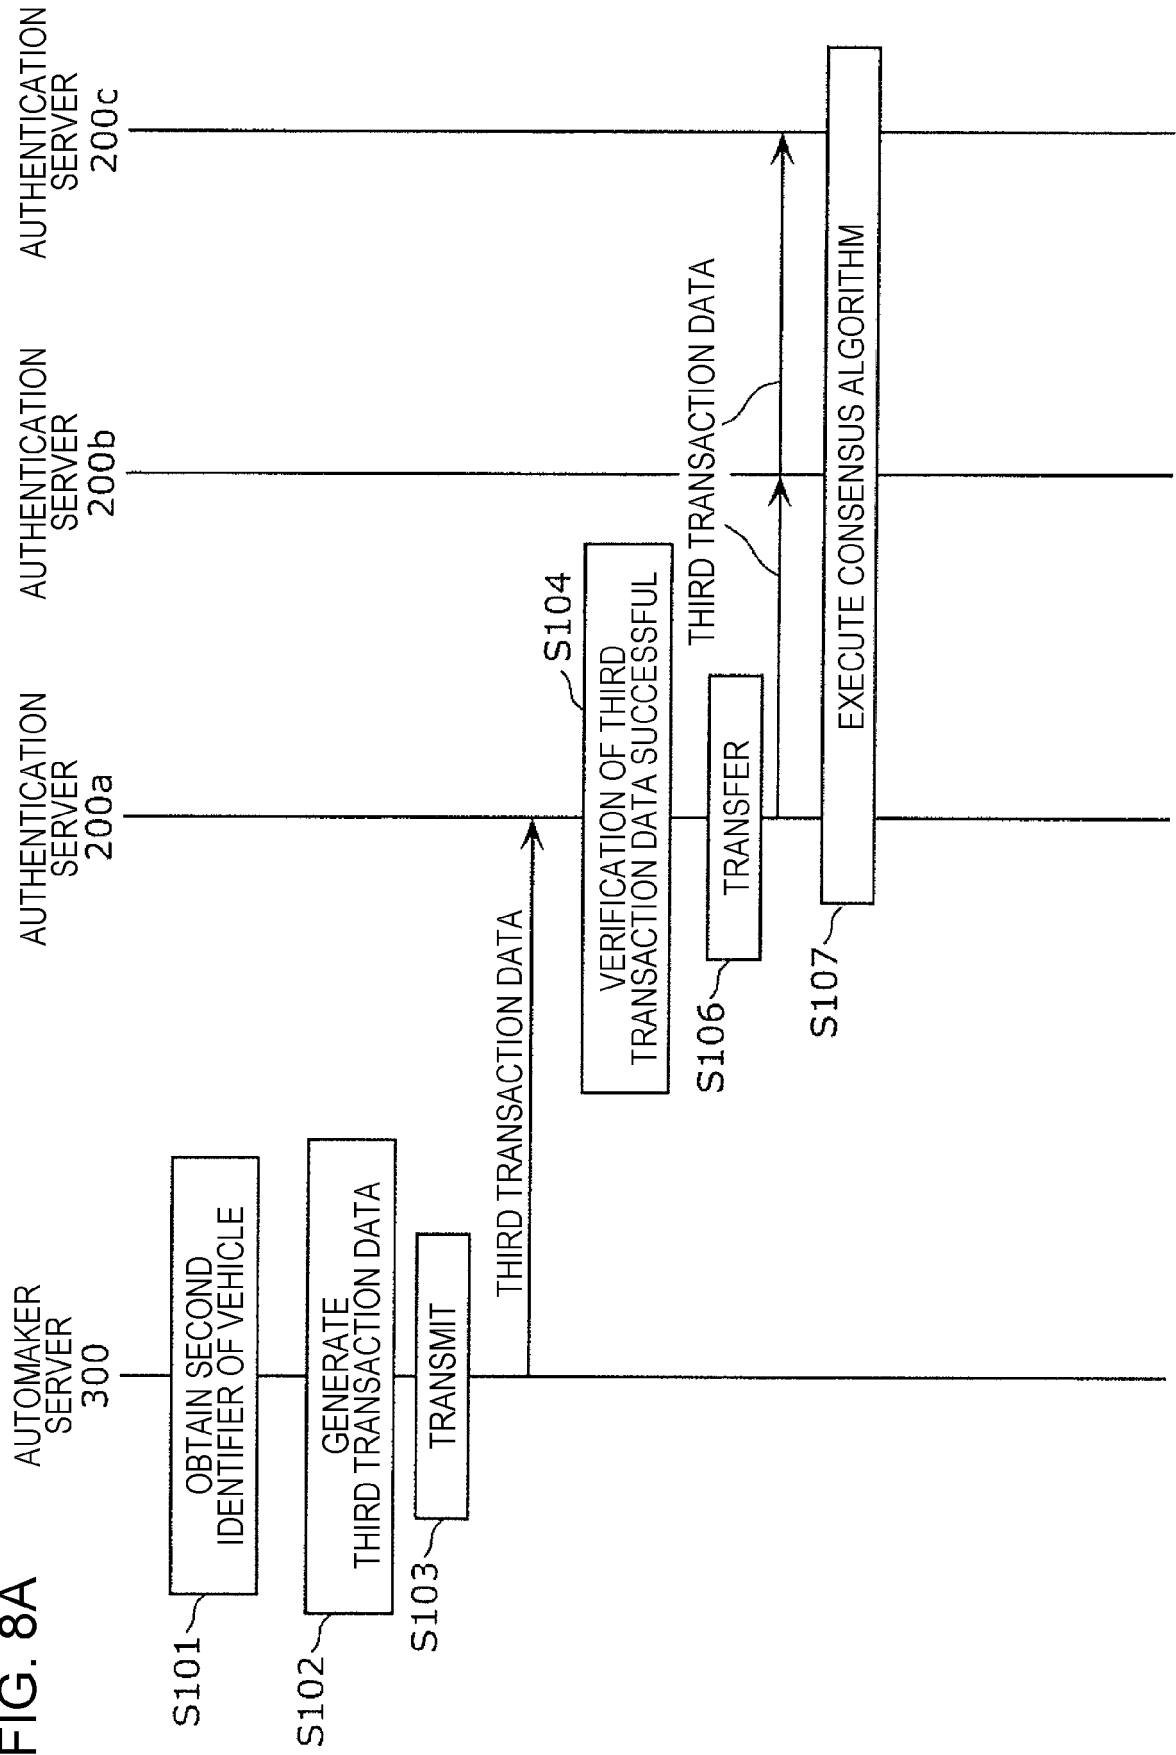 FIG. 8A
AUTOMAKER
SERVER
300
AUTHENTICATION
SERVER
200a
AUTHENTICATION
SERVER
200b
AUTHENTICATION
SERVER
200c
S101
OBTAIN SECOND
IDENTIFIER OF VEHICLE
S102
GENERATE
THIRD TRANSACTION DATA
S103
TRANSMIT
THIRD TRANSACTION DATA
S104
VERIFICATION OF THIRD
TRANSACTION DATA SUCCESSFUL
S106
TRANSFER
THIRD TRANSACTION DATA
S107
EXECUTE CONSENSUS ALGORITHM